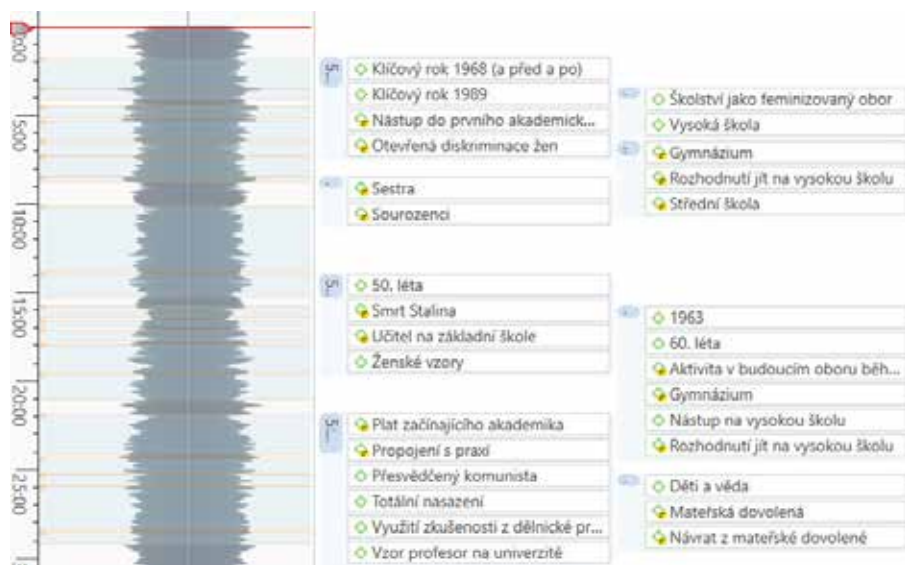 0:00
5:00
10:00
15:00
20:00
25:00
5...
Klíčový rok 1968 (a před a po)
Klíčový rok 1989
Nástup do prvního akademick...
Otevřená diskriminace žen
Sestra
Sourozenci
5...
50. léta
Smrt Stalina
Učitel na základní škole
Ženské vzory
5...
Plat začínajícího akademika
Propojení s praxí
Přesvědčený komunista
Totální nasazení
Využití zkušenosti z dělnické pr...
Vzor profesor na univerzitě
Školství jako feminizovaný obor
Vysoká škola
Gymnázium
Rozhodnutí jít na vysokou školu
Střední škola
1963
60. léta
Aktivita v budoucím oboru běh...
Gymnázium
Nástup na vysokou školu
Rozhodnutí jít na vysokou školu
Děti a věda
Mateřská dovolená
Návrat z mateřské dovolené